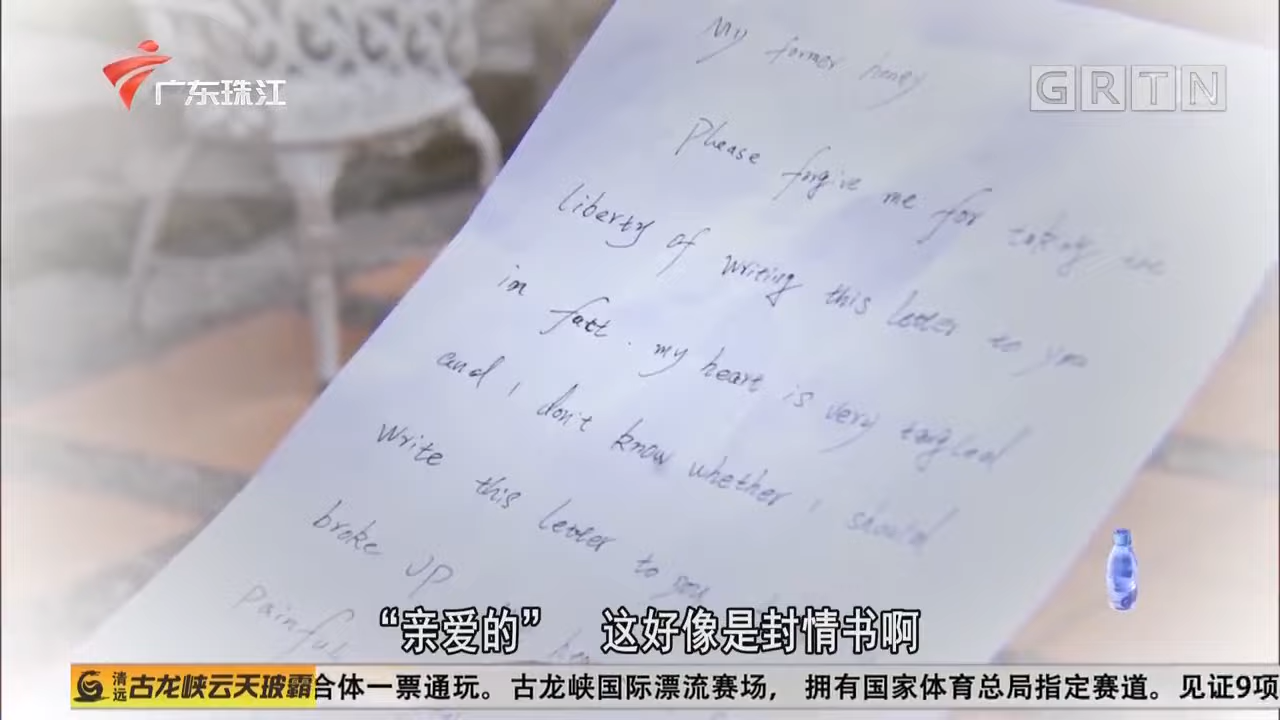 广东珠江
GRTN
My former honey
Please forgive me for taking the
liberty of writing this letter to you
in fact. my heart is very
and I don't know whether I should
write this letter to you
broke up
painful
“亲爱的” 这好像是封情书啊
清远 古龙峡云天玻霸 合体一票通玩。古龙峡国际漂流赛场，拥有国家体育总局指定赛道。见证9项